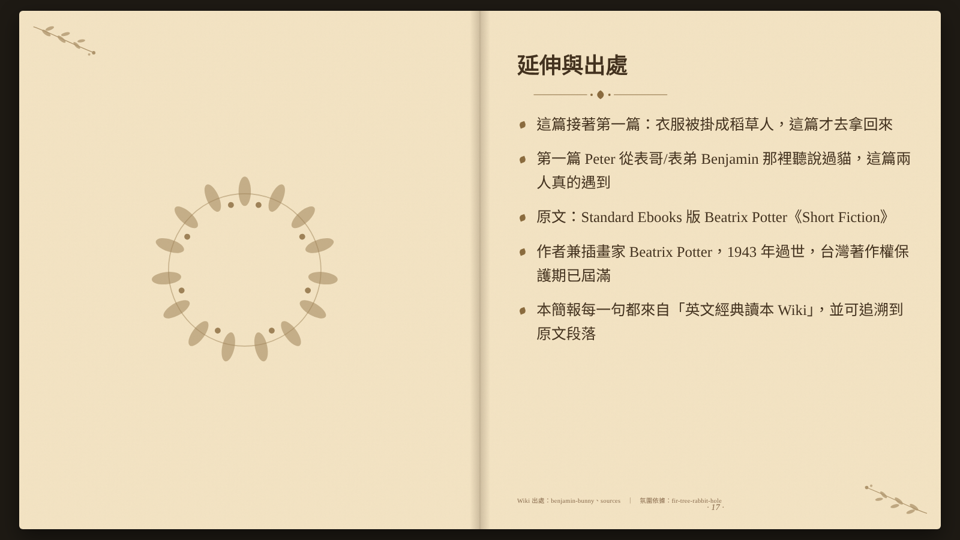 延伸與出處
這篇接著第一篇：衣服被掛成稻草人，這篇才去拿回來
第一篇 Peter 從表哥/表弟 Benjamin 那裡聽說過貓，這篇兩
人真的遇到
原文：Standard Ebooks 版 Beatrix Potter《Short Fiction》
作者兼插畫家 Beatrix Potter，1943 年過世，台灣著作權保
護期已屆滿
本簡報每一句都來自「英文經典讀本 Wiki」，並可追溯到
原文段落
Wiki 出處：benjamin-bunny、sources ｜ 氛圍依據：fir-tree-rabbit-hole
· 17 ·